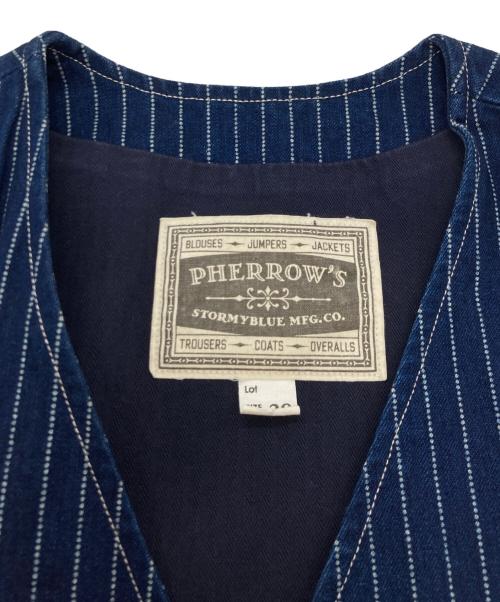 BLOUSES JUMPERS JACKETS
PHERROW'S
STORMYBLUE MFG.CO.
TROUSERS COATS OVERALLS
Lot